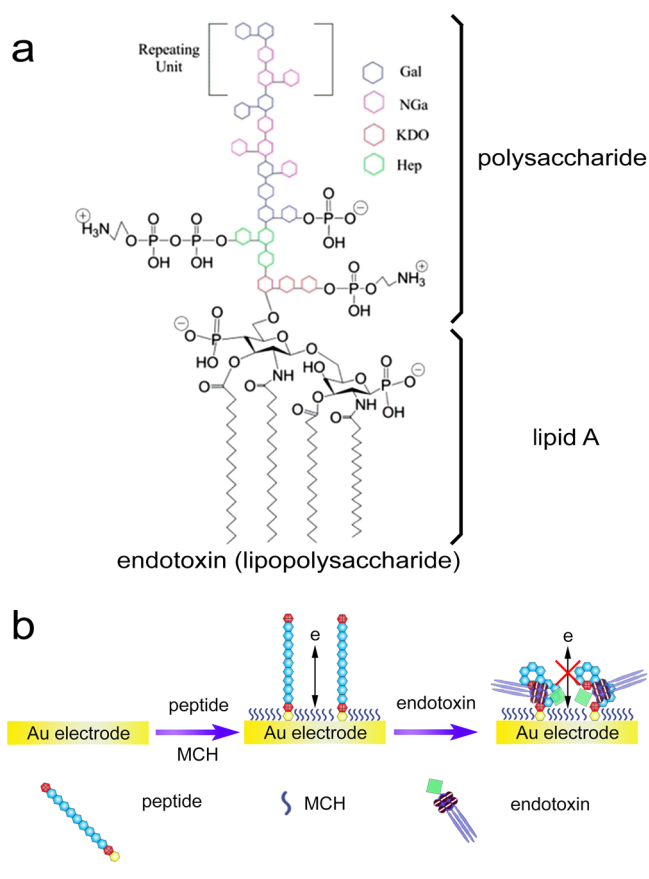 a
Repeating
Unit
Gal
NGa
KDO
Hep
polysaccharide
O
O P O ⊖
OH
⊕
H3N
O O
O P O P O
OH OH
O
O P O
OH
NH3 ⊕
O
O
⊖ O P
HO
O
O
O
NH
O
O
HO
O
O
P O ⊖
OH
O
NH
O
O
lipid A
endotoxin (lipopolysaccharide)
b
e
e
peptide
endotoxin
Au electrode
Au electrode
Au electrode
MCH
peptide
MCH
endotoxin